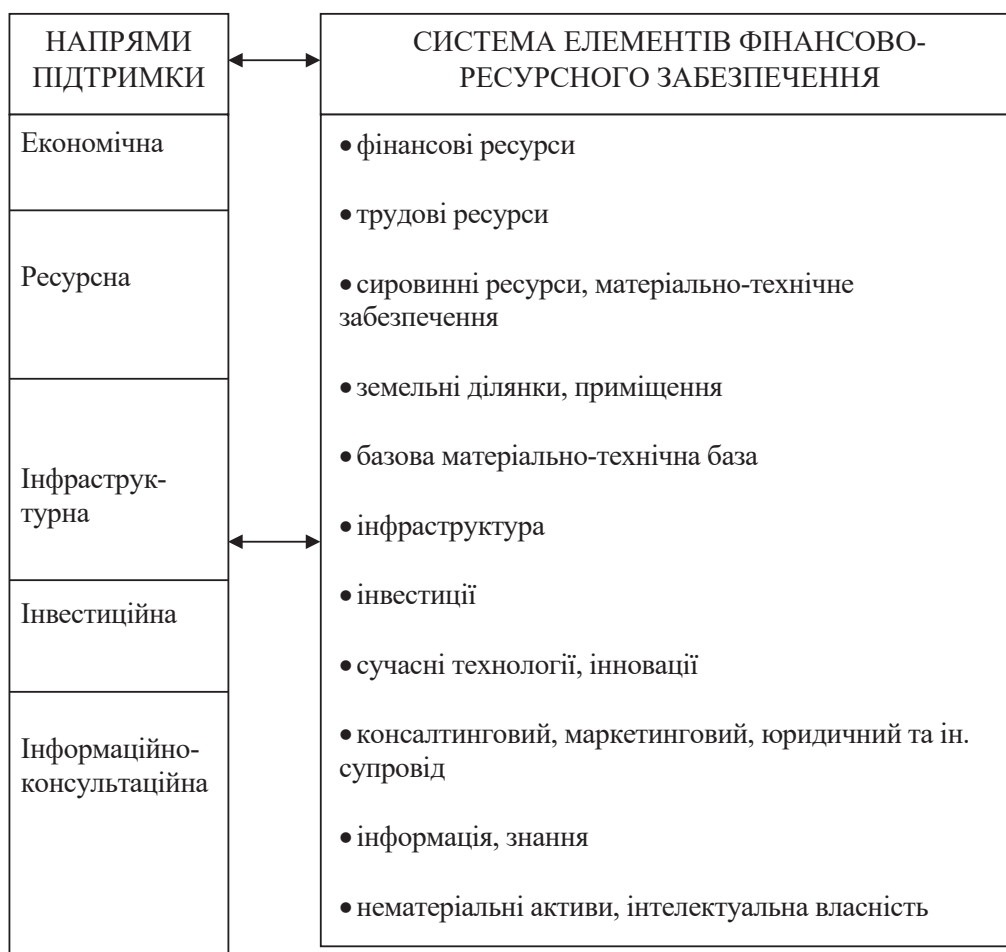 НАПРЯМИ
ПІДТРИМКИ
СИСТЕМА ЕЛЕМЕНТІВ ФІНАНСОВО-
РЕСУРСНОГО ЗАБЕЗПЕЧЕННЯ
Економічна
Ресурсна
Інфраструк-
турна
Інвестиційна
Інформаційно-
консультаційна
• фінансові ресурси
• трудові ресурси
• сировинні ресурси, матеріально-технічне
забезпечення
• земельні ділянки, приміщення
• базова матеріально-технічна база
• інфраструктура
• інвестиції
• сучасні технології, інновації
• консалтинговий, маркетинговий, юридичний та ін.
супровід
• інформація, знання
• нематеріальні активи, інтелектуальна власність